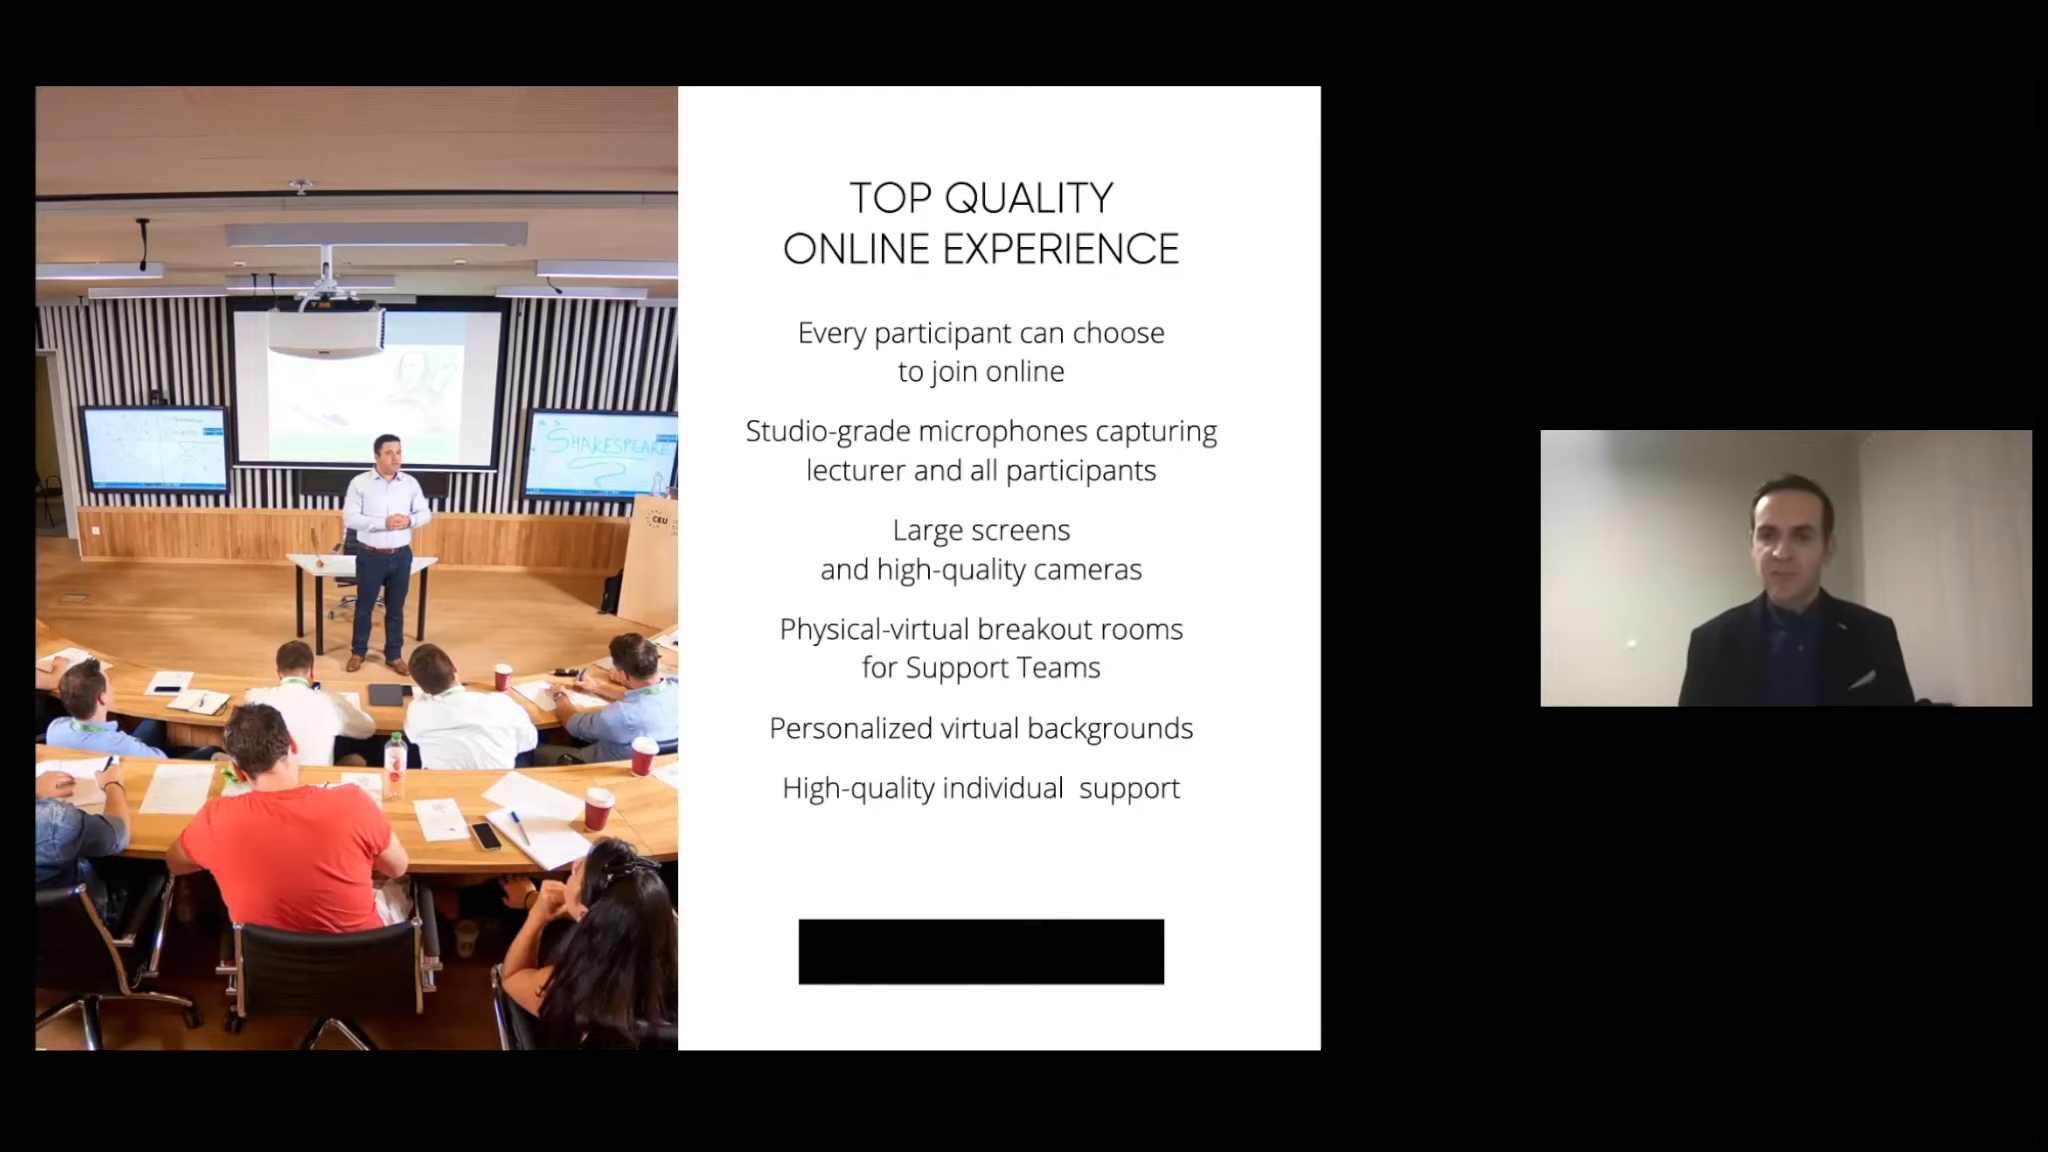 TOP QUALITY
ONLINE EXPERIENCE
Every participant can choose
to join online
Studio-grade microphones capturing
lecturer and all participants
Large screens
and high-quality cameras
Physical-virtual breakout rooms
for Support Teams
Personalized virtual backgrounds
High-quality individual support
SHAKESPEARE
CEU